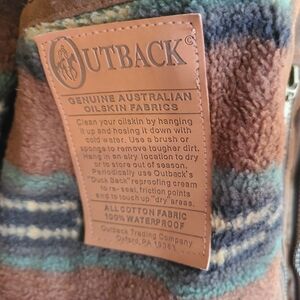 OUTBACK
GENUINE AUSTRALIAN
OILSKIN FABRICS
Clean your oilskin by hanging
it up and hosing it down with
cold water. Use a brush or
sponge to remove tougher dirt.
Hang in an airy location to dry
or to store out of season.
Periodically use Outback's
"Duck Back" reproofing cream
to re-seal, friction points
and to touch up "dry" areas.
ALL COTTON FABRIC
100% WATERPROOF
Outback Trading Company
Oxford, PA 19363